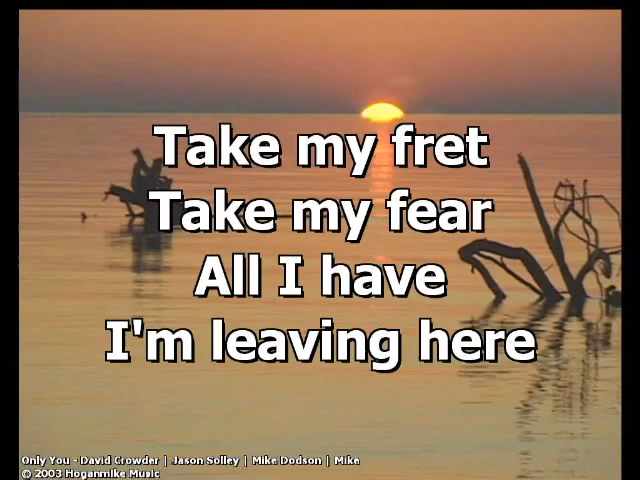 Take my fret
Take my fear
All I have
I'm leaving here
Only You - David Crowder | Jason Solley | Mike Dodson | Mike
© 2003 Hoganmike Music